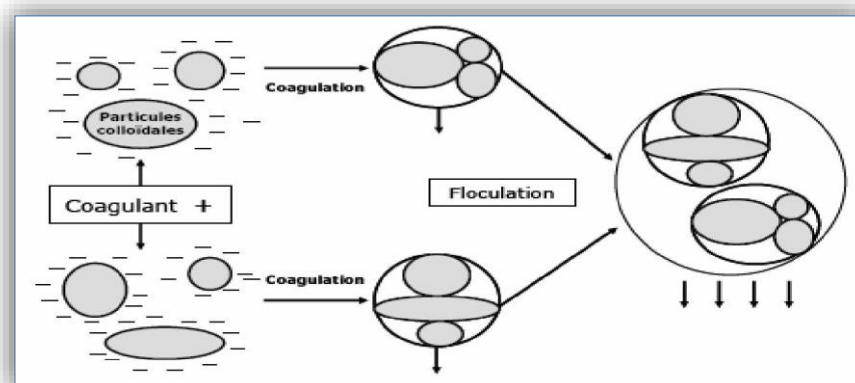 Coagulation
Particules
colloïdales
Coagulant +
Floculation
Coagulation